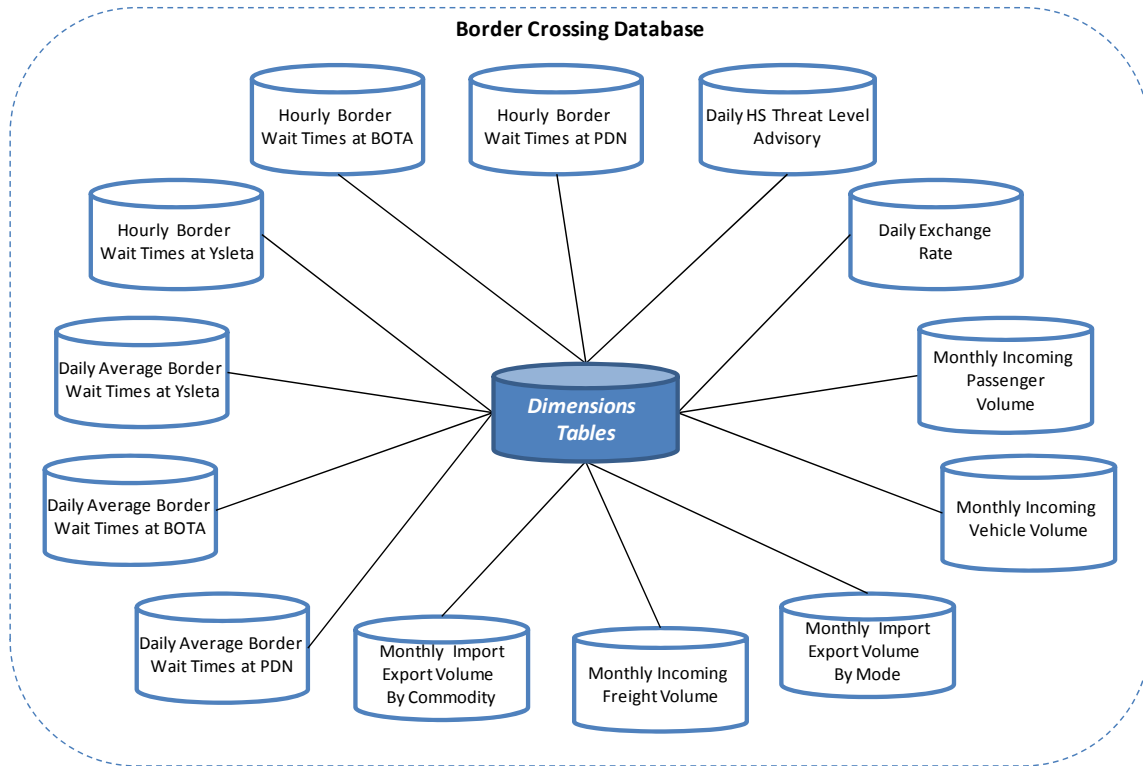 Border Crossing Database
Hourly Border
Wait Times at BOTA
Hourly Border
Wait Times at PDN
Daily HS Threat Level
Advisory
Hourly Border
Wait Times at Ysleta
Daily Exchange
Rate
Daily Average Border
Wait Times at Ysleta
Monthly Incoming
Passenger
Volume
Dimensions
Tables
Daily Average Border
Wait Times at BOTA
Monthly Incoming
Vehicle Volume
Daily Average Border
Wait Times at PDN
Monthly Import
Export Volume
By Commodity
Monthly Incoming
Freight Volume
Monthly Import
Export Volume
By Mode